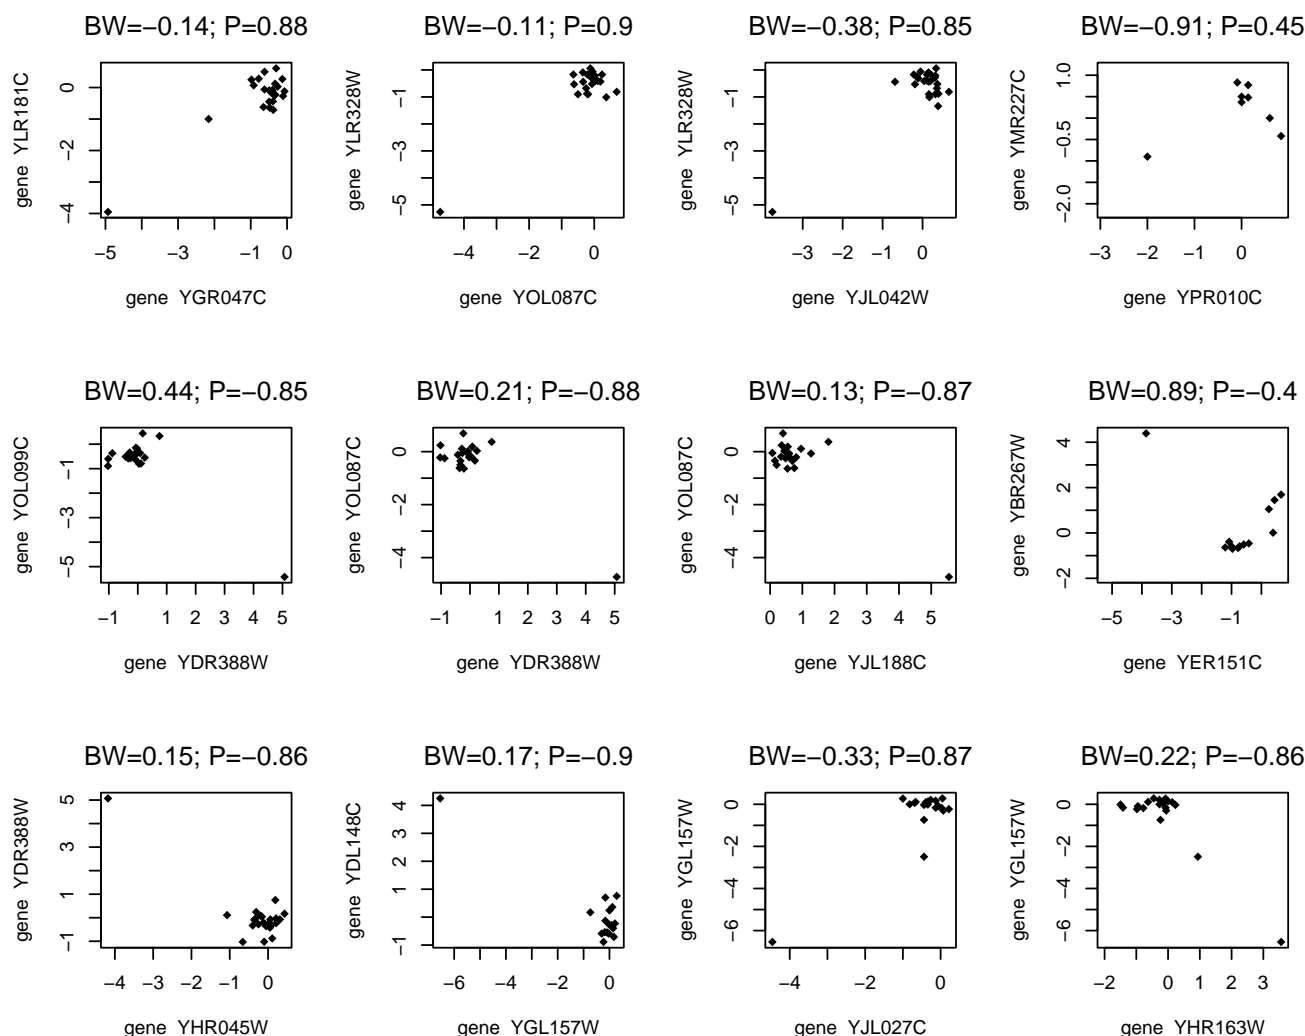 BW=−0.14; P=0.88
gene YLR181C
0
−2
−4
−5
−3
−1
0
gene YGR047C
BW=−0.11; P=0.9
gene YLR328W
−1
−3
−5
−4
−2
0
gene YOL087C
BW=−0.38; P=0.85
gene YLR328W
−1
−3
−5
−3
−2
−1
0
gene YJL042W
BW=−0.91; P=0.45
gene YMR227C
1.0
−0.5
−2.0
−3
−2
−1
0
gene YPR010C
BW=0.44; P=−0.85
gene YOL099C
−1
−3
−5
−1
1
2
3
4
5
gene YDR388W
BW=0.21; P=−0.88
gene YOL087C
0
−2
−4
−1
1
2
3
4
5
gene YDR388W
BW=0.13; P=−0.87
gene YOL087C
0
−2
−4
0
1
2
3
4
5
gene YJL188C
BW=0.89; P=−0.4
gene YBR267W
4
2
0
−2
−5
−3
−1
gene YER151C
BW=0.15; P=−0.86
gene YDR388W
5
3
1
−1
−4
−3
−2
−1
0
gene YHR045W
BW=0.17; P=−0.9
gene YDL148C
4
3
2
1
−1
−6
−4
−2
0
gene YGL157W
BW=−0.33; P=0.87
gene YGL157W
0
−2
−4
−6
−4
−2
0
gene YJL027C
BW=0.22; P=−0.86
gene YGL157W
0
−2
−4
−6
−2
0
1
2
3
gene YHR163W